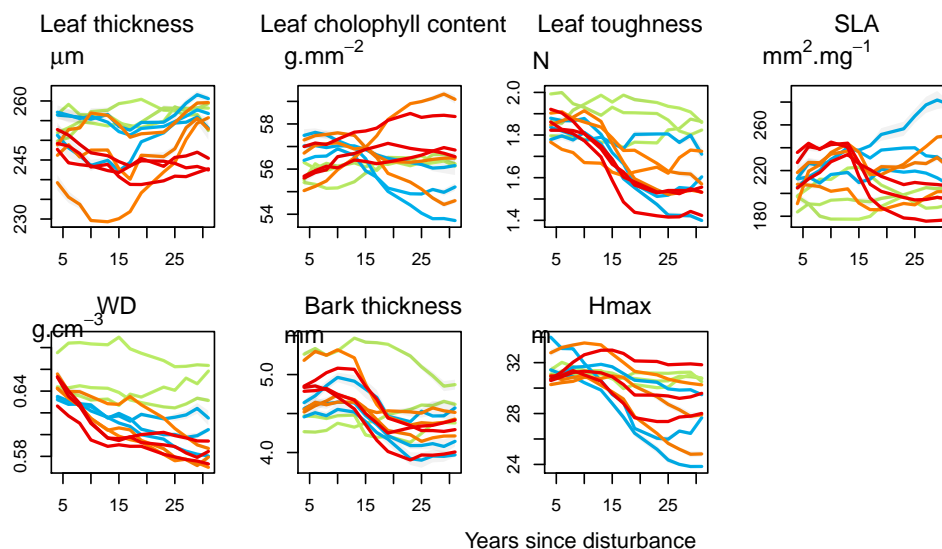 Leaf thickness
µm
260
245
230
5 15 25
Leaf cholophyll content
g.mm−2
58
56
54
5 15 25
Leaf toughness
N
2.0
1.8
1.6
1.4
5 15 25
SLA
mm2.mg−1
260
220
180
5 15 25
WD
g.cm−3
0.64
0.58
5 15 25
Bark thickness
mm
5.0
4.0
5 15 25
Hmax
m
32
28
24
5 15 25
Years since disturbance